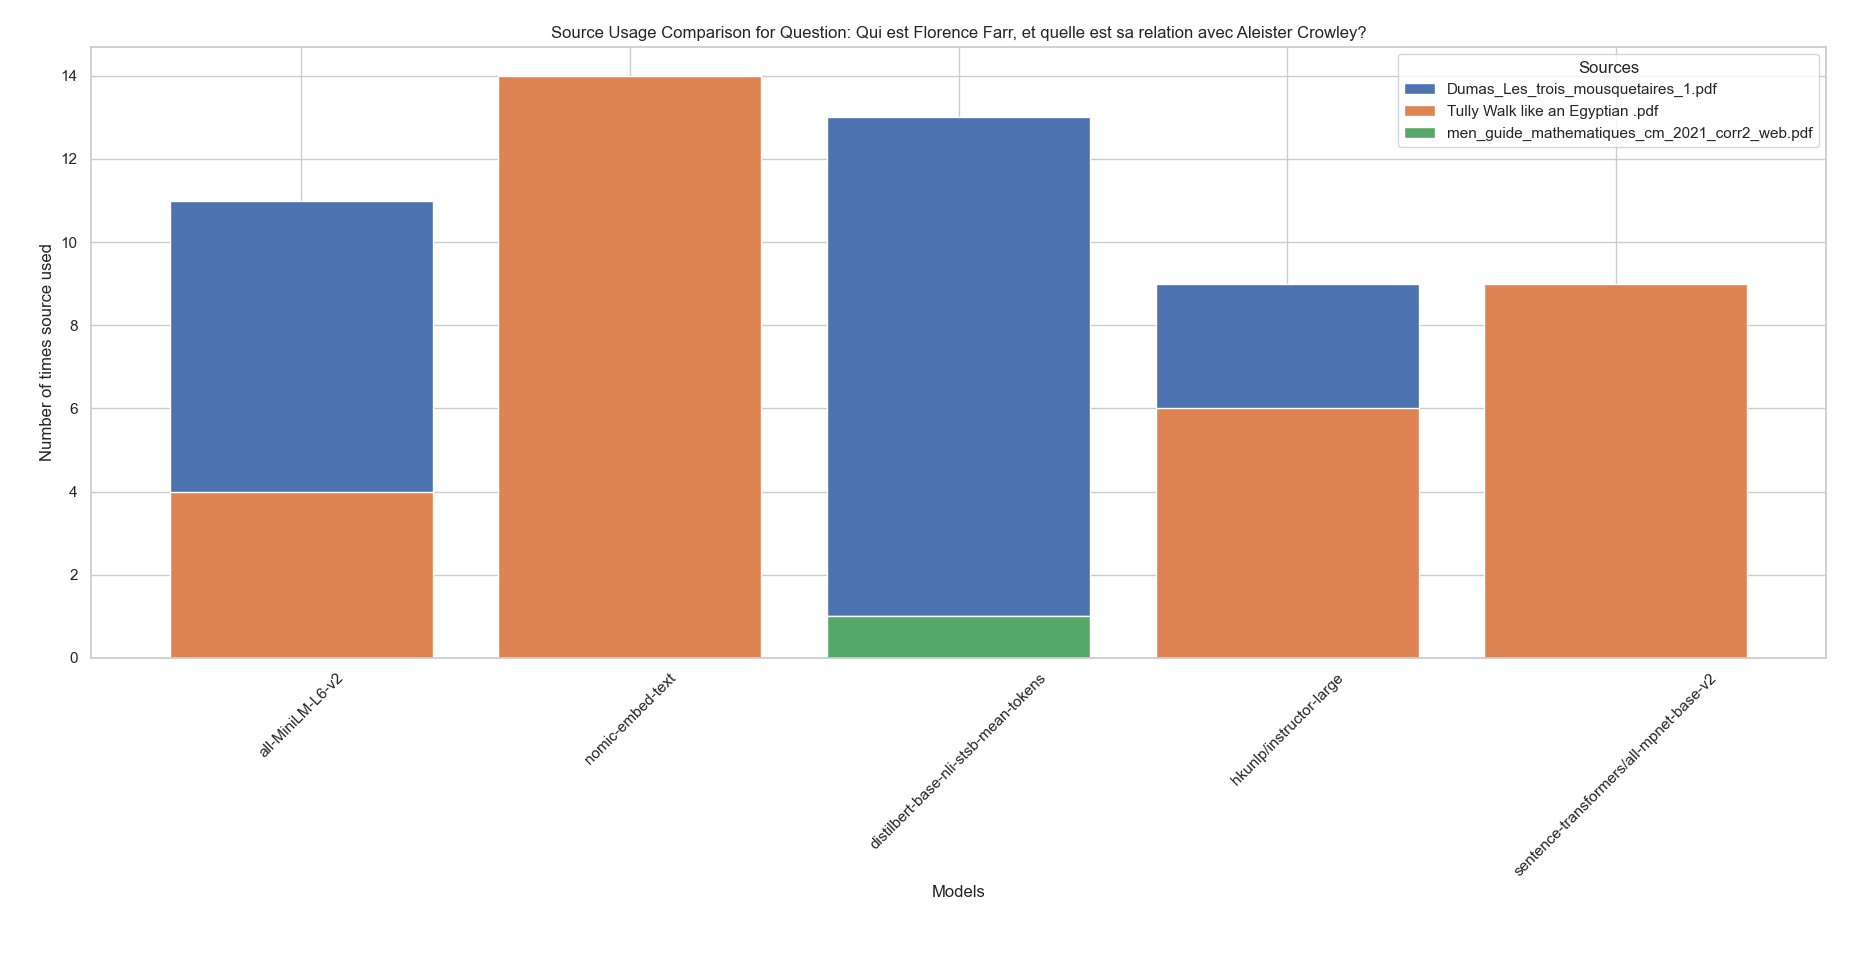 Source Usage Comparison for Question: Qui est Florence Farr, et quelle est sa relation avec Aleister Crowley?
Sources
Dumas_Les_trois_mousquetaires_1.pdf
Tully Walk like an Egyptian .pdf
men_guide_mathematiques_cm_2021_corr2_web.pdf
Number of times source used
14
12
10
8
6
4
2
0
all-MiniLM-L6-v2
nomic-embed-text
distilbert-base-nli-stsb-mean-tokens
hkunlp/instructor-large
sentence-transformers/all-mpnet-base-v2
Models